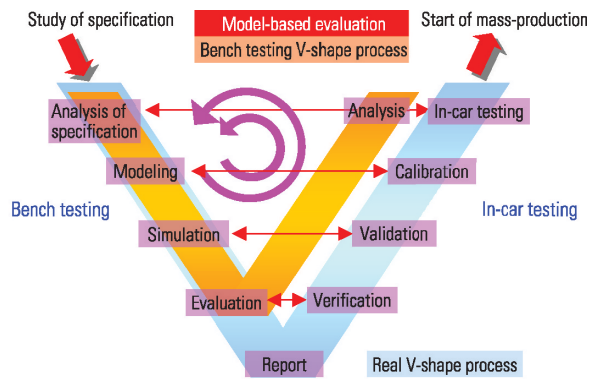 Study of specification
Model-based evaluation
Bench testing V-shape process
Start of mass-production
Analysis of
specification
Analysis
In-car testing
Modeling
Calibration
Bench testing
In-car testing
Simulation
Validation
Evaluation
Verification
Report
Real V-shape process